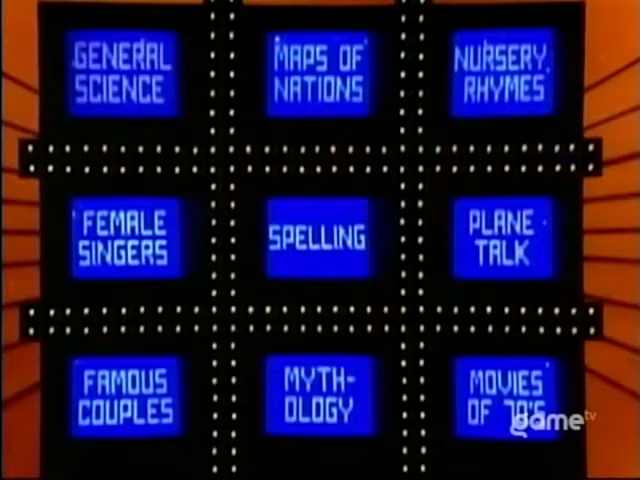 GENERAL
SCIENCE
MAPS OF
NATIONS
NURSERY
RHYMES
FEMALE
SINGERS
SPELLING
PLANE
TALK
FAMOUS
COUPLES
MYTH-
OLOGY
MOVIES
OF 70'S
game tv